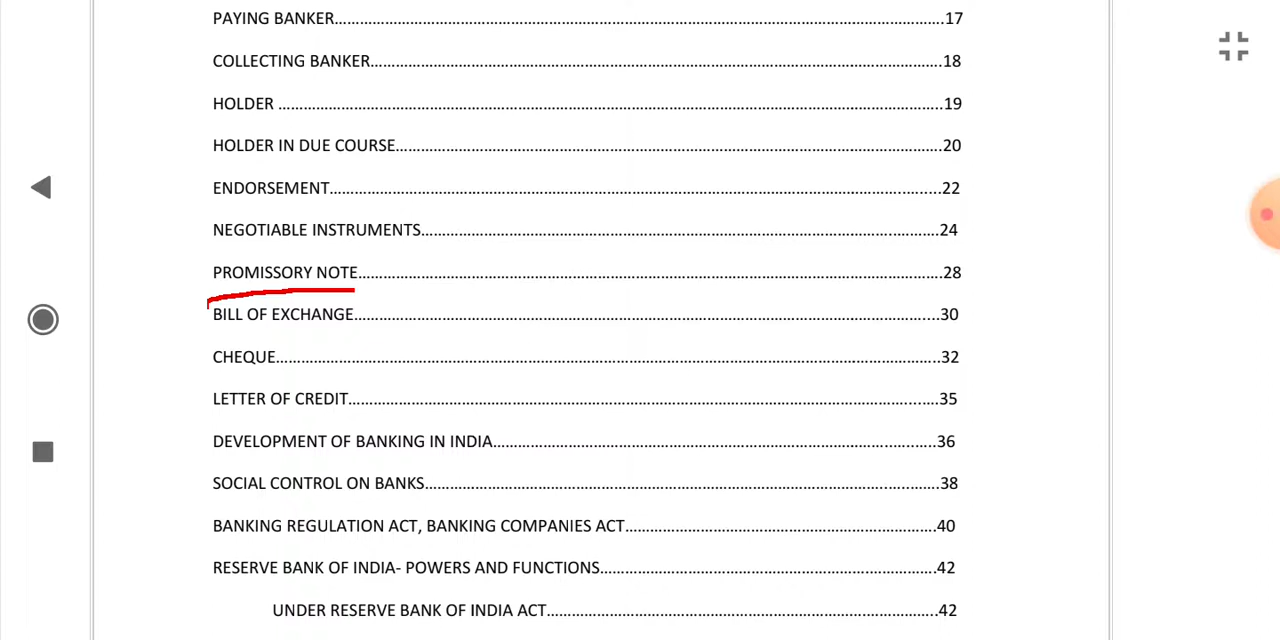 PAYING BANKER........................................................................................................................17
COLLECTING BANKER........................................................................................................................18
HOLDER ........................................................................................................................19
HOLDER IN DUE COURSE........................................................................................................................20
ENDORSEMENT........................................................................................................................22
NEGOTIABLE INSTRUMENTS........................................................................................................................24
PROMISSORY NOTE........................................................................................................................28
BILL OF EXCHANGE........................................................................................................................30
CHEQUE........................................................................................................................32
LETTER OF CREDIT........................................................................................................................35
DEVELOPMENT OF BANKING IN INDIA........................................................................................................................36
SOCIAL CONTROL ON BANKS........................................................................................................................38
BANKING REGULATION ACT, BANKING COMPANIES ACT........................................................................................................................40
RESERVE BANK OF INDIA- POWERS AND FUNCTIONS........................................................................................................................42
UNDER RESERVE BANK OF INDIA ACT........................................................................................................................42